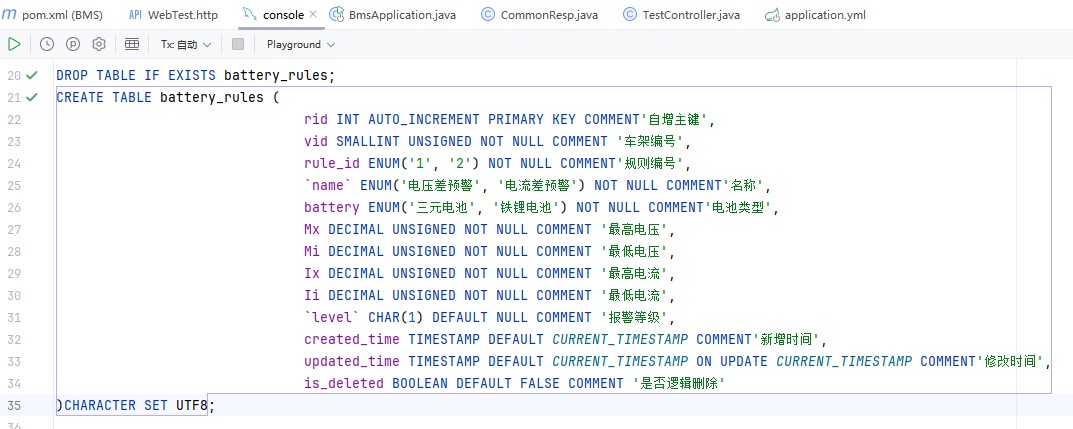 pom.xml (BMS) API WebTest.http console BmsApplication.java CommonResp.java TestController.java application.yml
Tx: 自动 Playground
20 DROP TABLE IF EXISTS battery_rules;
21 CREATE TABLE battery_rules (
22 rid INT AUTO_INCREMENT PRIMARY KEY COMMENT'自增主键',
23 vid SMALLINT UNSIGNED NOT NULL COMMENT '车架编号',
24 rule_id ENUM('1', '2') NOT NULL COMMENT '规则编号',
25 `name` ENUM('电压差预警', '电流差预警') NOT NULL COMMENT'名称',
26 battery ENUM('三元电池', '铁锂电池') NOT NULL COMMENT'电池类型',
27 Mx DECIMAL UNSIGNED NOT NULL COMMENT '最高电压',
28 Mi DECIMAL UNSIGNED NOT NULL COMMENT '最低电压',
29 Ix DECIMAL UNSIGNED NOT NULL COMMENT '最高电流',
30 Ii DECIMAL UNSIGNED NOT NULL COMMENT '最低电流',
31 `level` CHAR(1) DEFAULT NULL COMMENT '报警等级',
32 created_time TIMESTAMP DEFAULT CURRENT_TIMESTAMP COMMENT'新增时间',
33 updated_time TIMESTAMP DEFAULT CURRENT_TIMESTAMP ON UPDATE CURRENT_TIMESTAMP COMMENT'修改时间',
34 is_deleted BOOLEAN DEFAULT FALSE COMMENT '是否逻辑删除'
35 )CHARACTER SET UTF8;
36